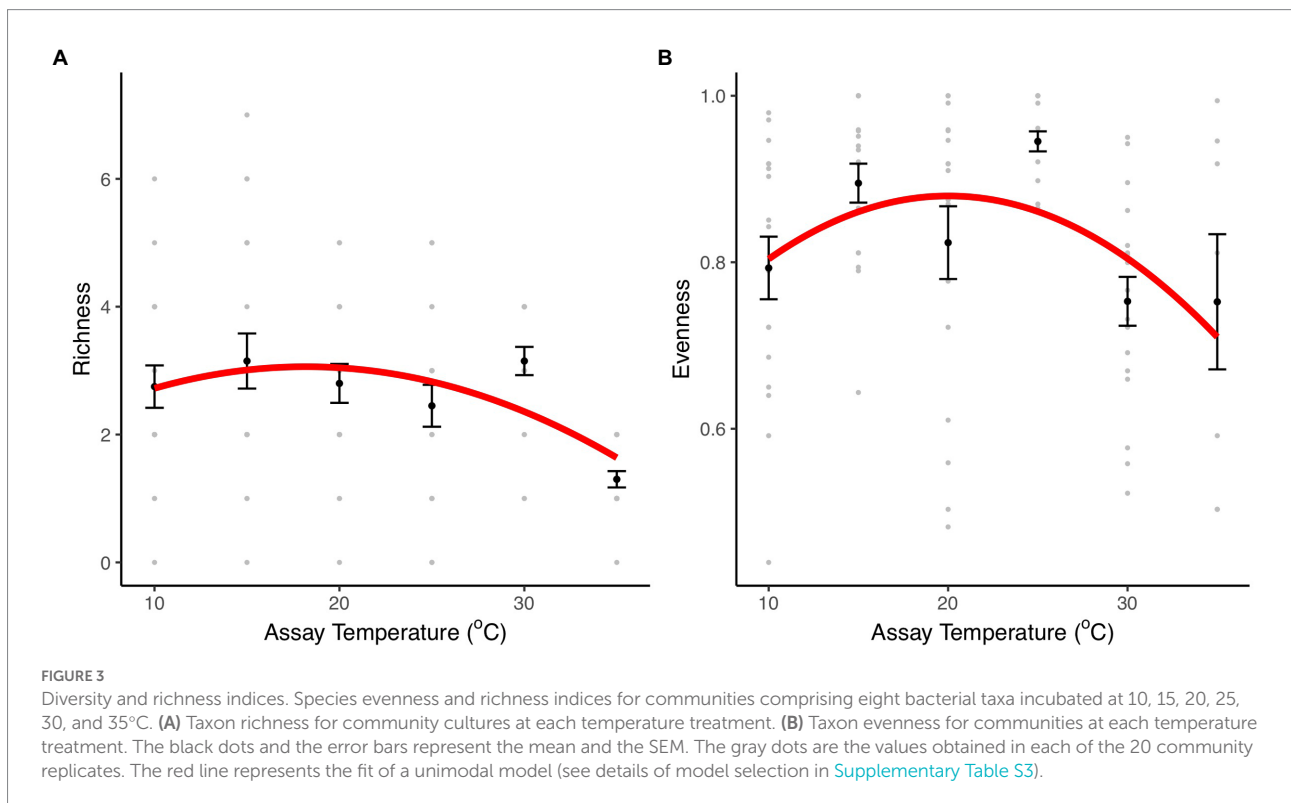 A
B
Richness
6
4
2
0
10
20
30
Assay Temperature (°C)
Evenness
1.0
0.8
0.6
10
20
30
Assay Temperature (°C)
FIGURE 3
Diversity and richness indices. Species evenness and richness indices for communities comprising eight bacterial taxa incubated at 10, 15, 20, 25,
30, and 35°C. (A) Taxon richness for community cultures at each temperature treatment. (B) Taxon evenness for communities at each temperature
treatment. The black dots and the error bars represent the mean and the SEM. The gray dots are the values obtained in each of the 20 community
replicates. The red line represents the fit of a unimodal model (see details of model selection in Supplementary Table S3).